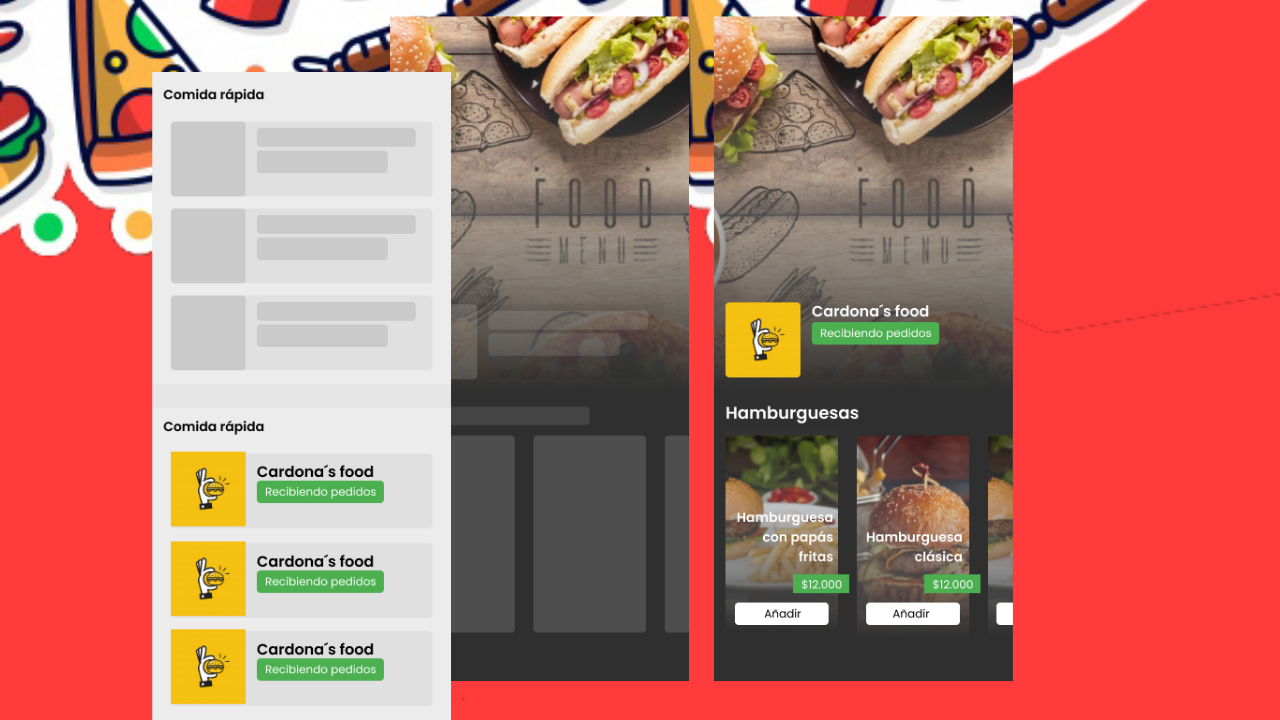 Comida rápida
Comida rápida
Cardona´s food
Recibiendo pedidos
Cardona´s food
Recibiendo pedidos
Cardona´s food
Recibiendo pedidos
FOOD
MENU
FOOD
MENU
Cardona´s food
Recibiendo pedidos
Hamburguesas
Hamburguesa
con papás
fritas
$12.000
Añadir
Hamburguesa
clásica
$12.000
Añadir